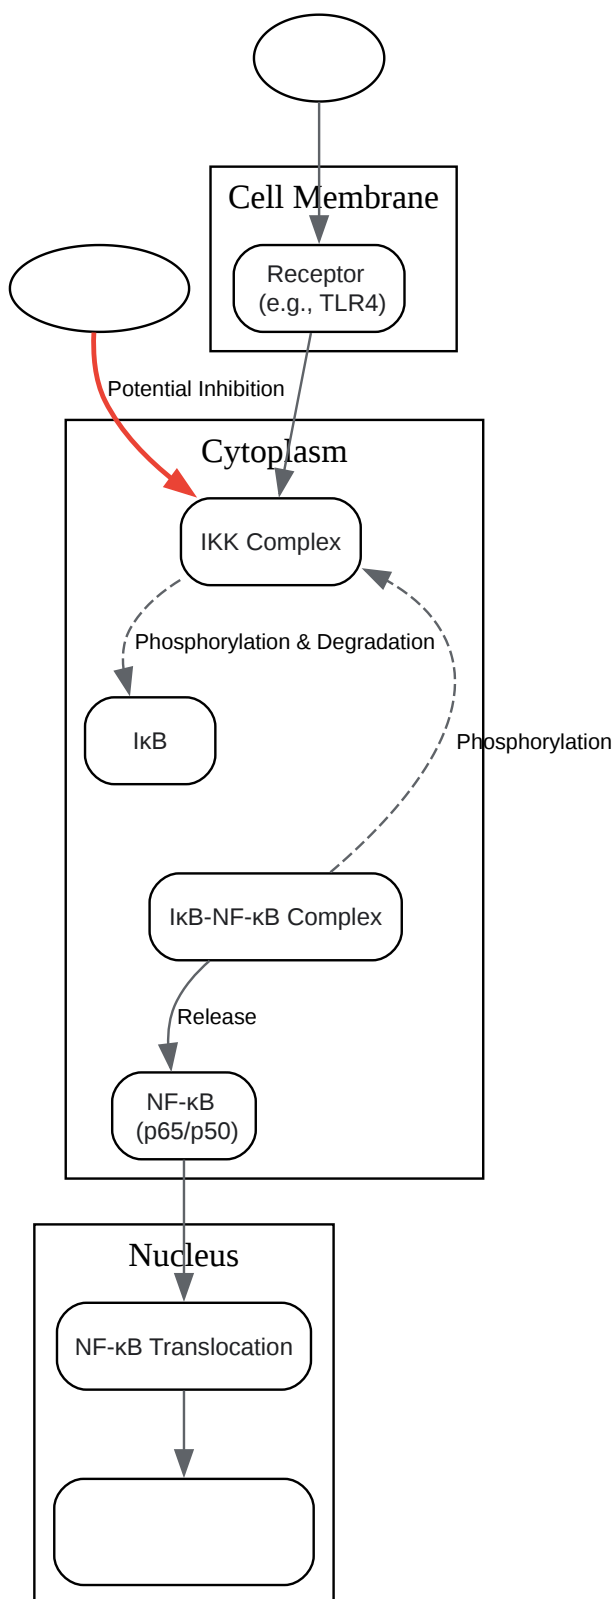 Cell Membrane
Receptor
(e.g., TLR4)
Potential Inhibition
Cytoplasm
IKK Complex
Phosphorylation & Degradation
IκB
Phosphorylation
IκB-NF-κB Complex
Release
NF-κB
(p65/p50)
Nucleus
NF-κB Translocation